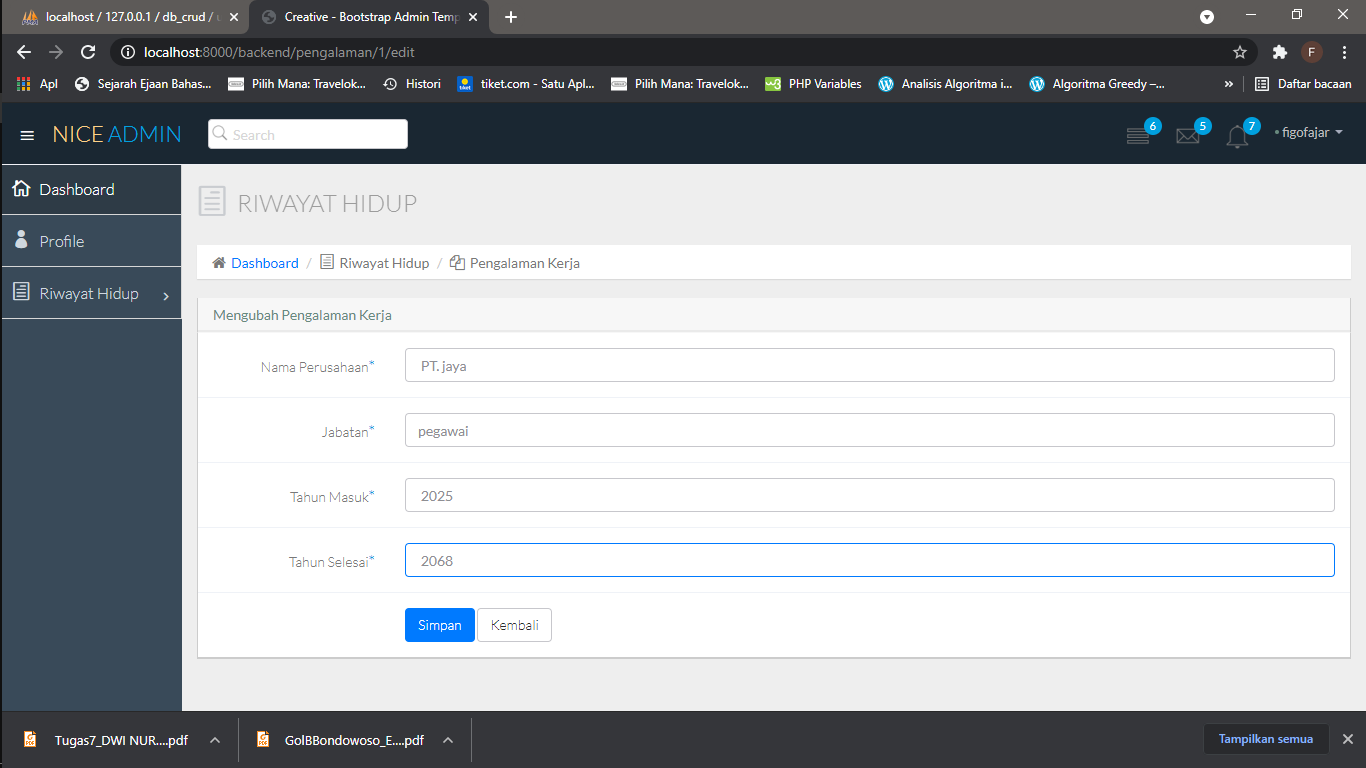 localhost / 127.0.0.1 / db_crud /
Creative - Bootstrap Admin Temp
localhost:8000/backend/pengalaman/1/edit
F
Apl
Sejarah Ejaan Bahas...
Pilih Mana: Travelok...
Histori
tiket.com - Satu Apl...
Pilih Mana: Travelok...
PHP Variables
Analisis Algoritma i...
Algoritma Greedy –...
»
Daftar bacaan
NICE ADMIN
Search
6
5
7
figofajar
Dashboard
Profile
Riwayat Hidup
RIWAYAT HIDUP
Dashboard / Riwayat Hidup / Pengalaman Kerja
Mengubah Pengalaman Kerja
Nama Perusahaan*
PT. jaya
Jabatan*
pegawai
Tahun Masuk*
2025
Tahun Selesai*
2068
Simpan
Kembali
Tugas7_DWI NUR....pdf
GolBBondowoso_E....pdf
Tampilkan semua